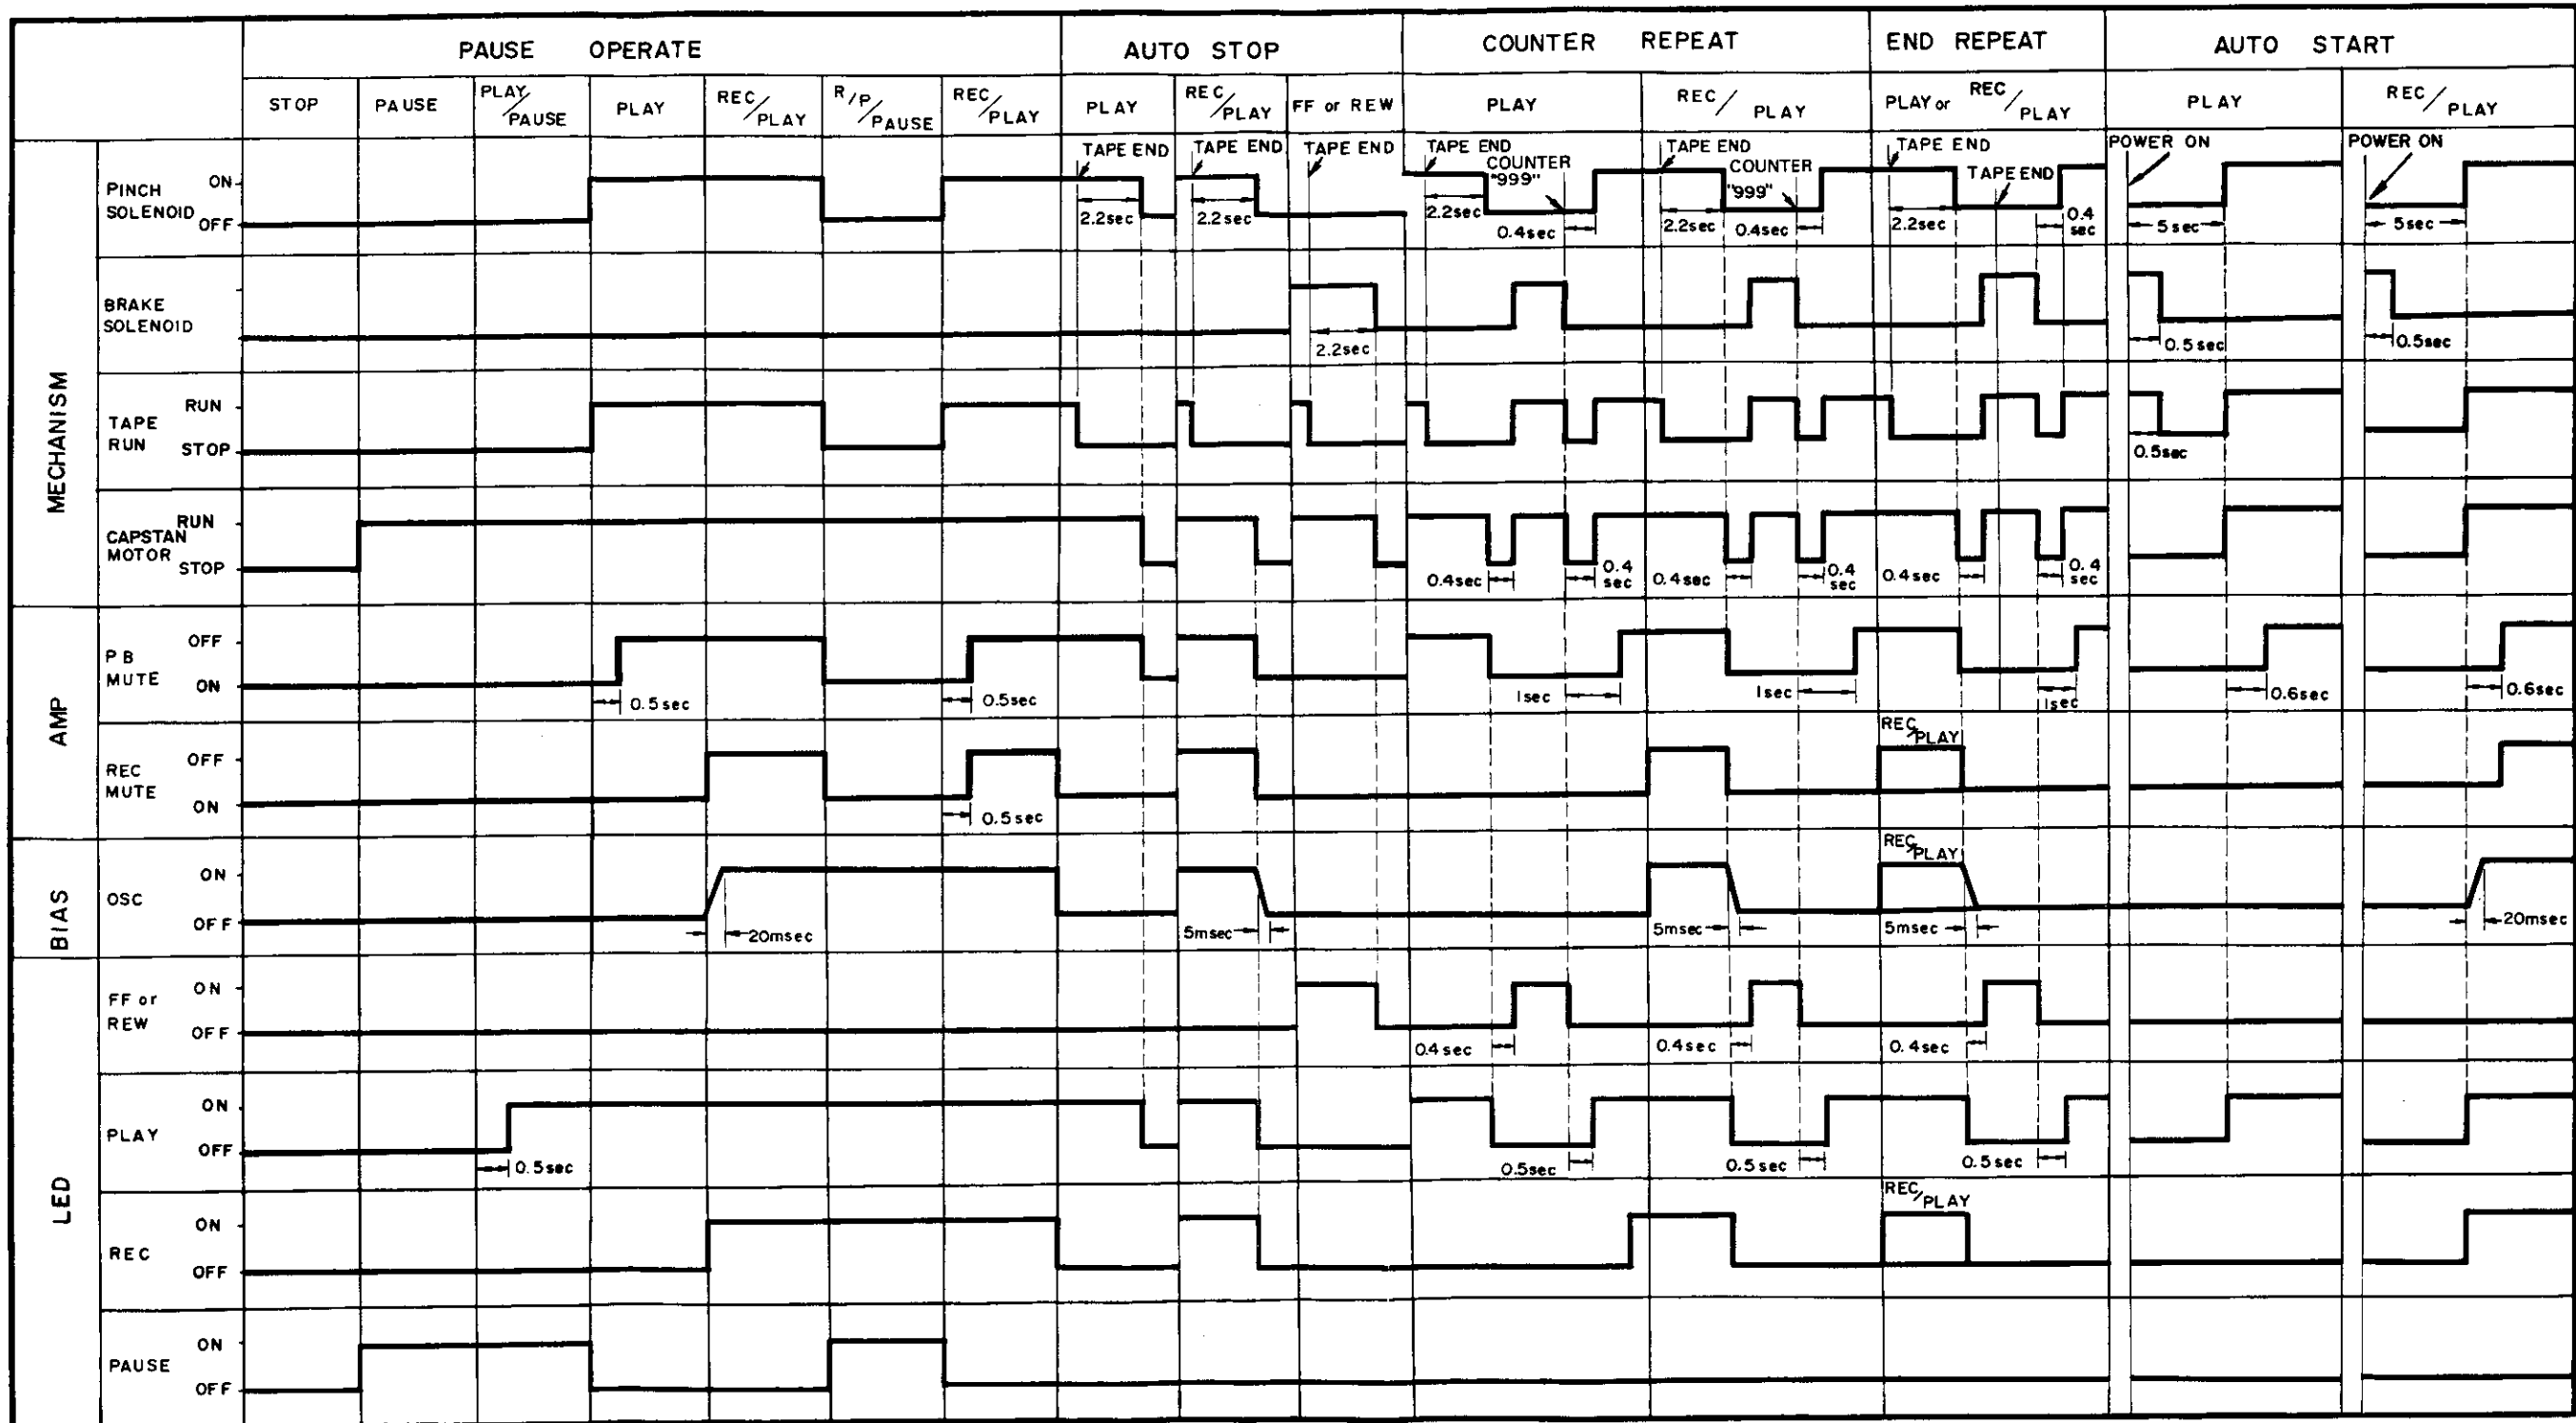 PAUSE OPERATE AUTO STOP COUNTER REPEAT END REPEAT AUTO START
STOP PAUSE PLAY/PAUSE PLAY REC/PLAY R/P/PAUSE REC/PLAY PLAY REC/PLAY FF or REW PLAY REC/PLAY PLAY or REC/PLAY PLAY REC/PLAY
MECHANISM
PINCH SOLENOID
ON
OFF
TAPE END
2.2sec
TAPE END
2.2sec
TAPE END
TAPE END
COUNTER "999"
2.2sec
0.4sec
TAPE END
COUNTER "999"
2.2sec
0.4sec
TAPE END
TAPE END
2.2sec
0.4 sec
POWER ON
5sec
POWER ON
5sec
BRAKE SOLENOID
2.2sec
0.5sec
0.5sec
TAPE RUN
RUN
STOP
0.5sec
CAPSTAN MOTOR
RUN
STOP
0.4sec
0.4 sec
0.4sec
0.4 sec
0.4sec
0.4 sec
AMP
PB MUTE
OFF
ON
0.5sec
0.5sec
1sec
1sec
1sec
0.6sec
0.6sec
REC MUTE
OFF
ON
0.5sec
REC/PLAY
BIAS
OSC
ON
OFF
20msec
5msec
5msec
REC/PLAY
5msec
20msec
LED
FF or REW
ON
OFF
0.4sec
0.4sec
0.4sec
PLAY
ON
OFF
0.5sec
0.5sec
0.5sec
0.5sec
REC
ON
OFF
REC/PLAY
PAUSE
ON
OFF